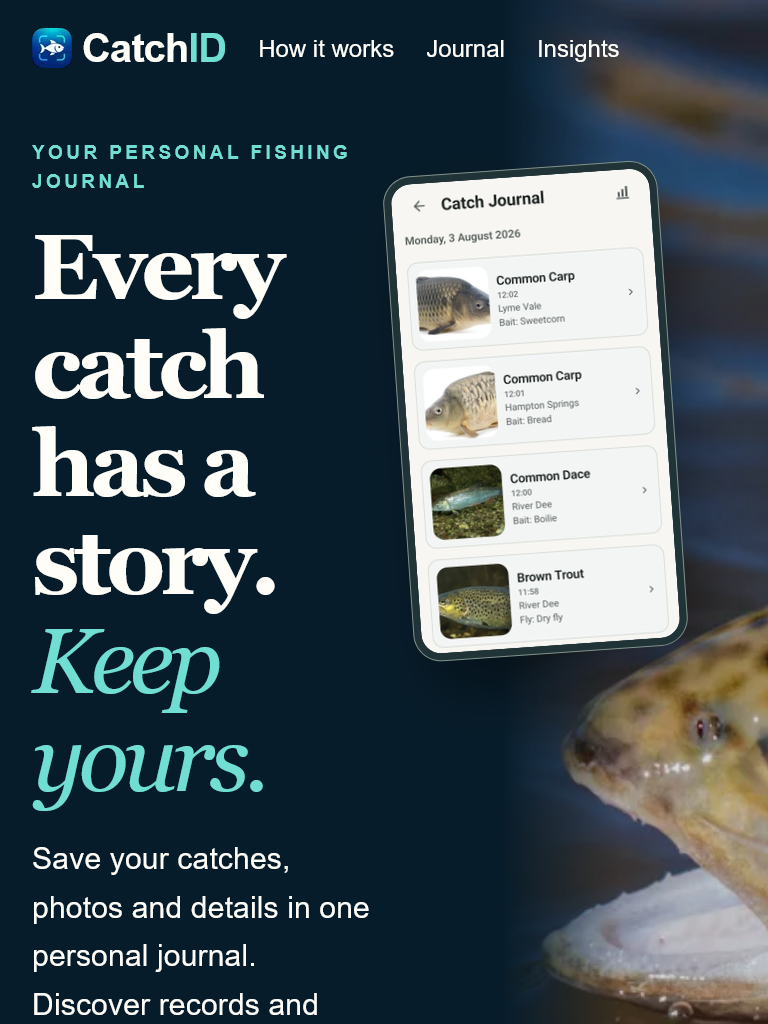 CatchID
How it works
Journal
Insights
YOUR PERSONAL FISHING
JOURNAL
Every
catch
has a
story.
Keep
yours.
Save your catches,
photos and details in one
personal journal.
Discover records and
Catch Journal
Monday, 3 August 2026
Common Carp
12:02
Lyme Vale
Bait: Sweetcorn
Common Carp
12:01
Hampton Springs
Bait: Bread
Common Dace
12:00
River Dee
Bait: Boilie
Brown Trout
11:58
River Dee
Fly: Dry fly